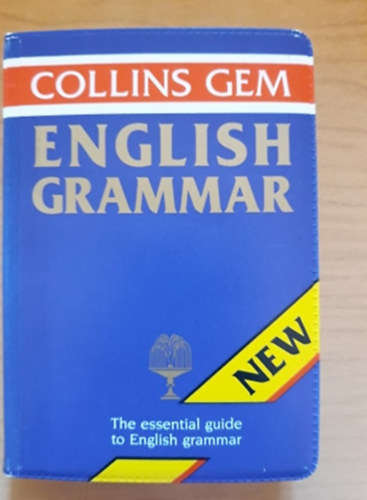 COLLINS GEM
ENGLISH
GRAMMAR
NEW
The essential guide
to English grammar